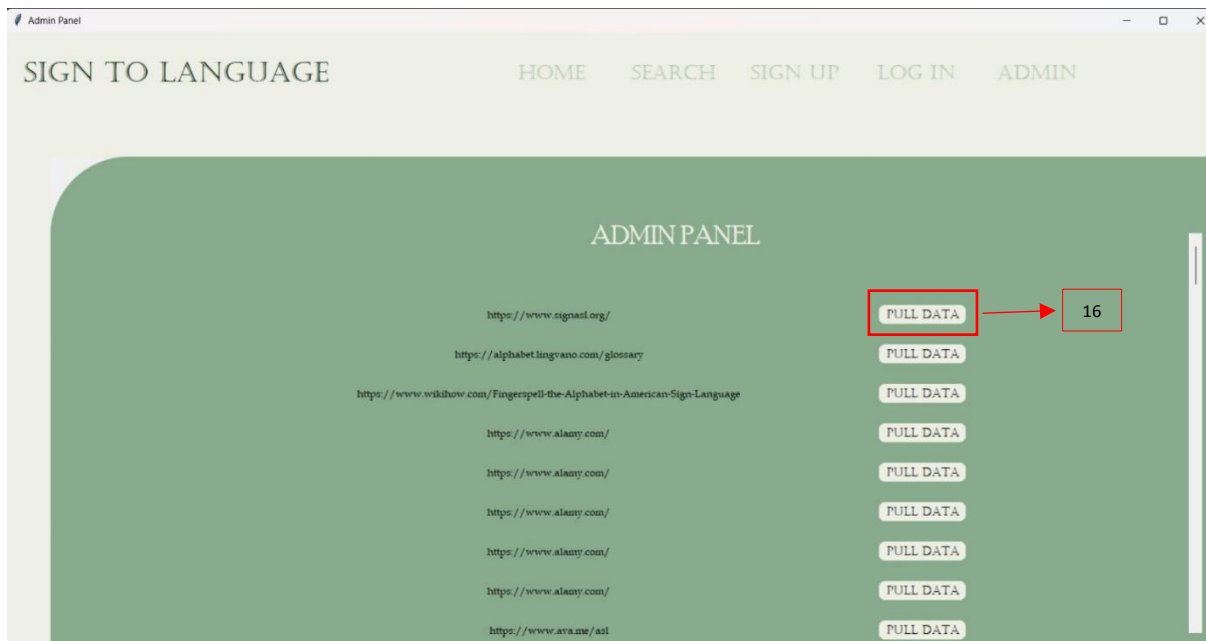 Admin Panel
SIGN TO LANGUAGE HOME SEARCH SIGN UP LOG IN ADMIN
ADMIN PANEL
https://www.signasl.org/ PULL DATA 16
https://alphabet.lingvano.com/glossary PULL DATA
https://www.wikihow.com/Fingerspell-the-Alphabet-in-American-Sign-Language PULL DATA
https://www.alamy.com/ PULL DATA
https://www.alamy.com/ PULL DATA
https://www.alamy.com/ PULL DATA
https://www.alamy.com/ PULL DATA
https://www.alamy.com/ PULL DATA
https://www.ava.me/asl PULL DATA